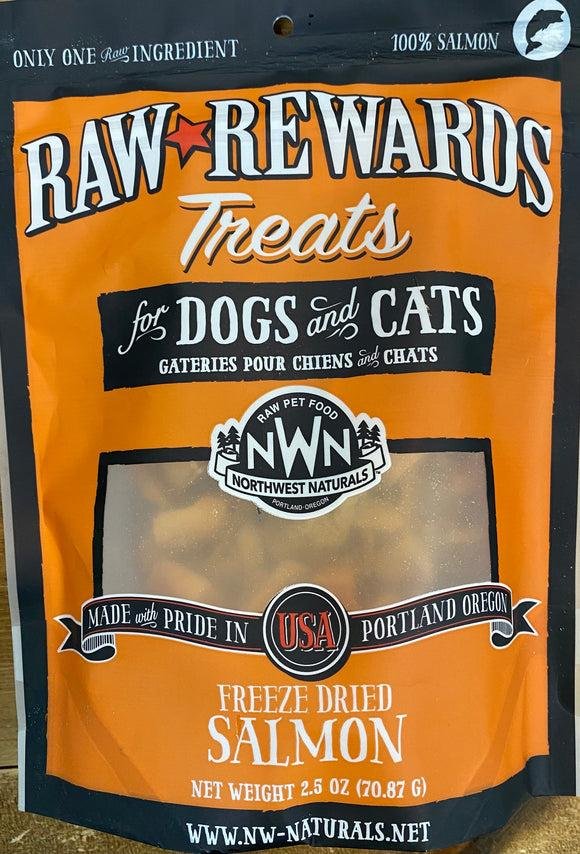 ONLY ONE Raw INGREDIENT
100% SALMON
RAW REWARDS
Treats
for DOGS and CATS
GATERIES POUR CHIENS and CHATS
RAW PET FOOD
NWN
NORTHWEST NATURALS
PORTLAND·OREGON
MADE with PRIDE IN USA PORTLAND OREGON
FREEZE DRIED
SALMON
NET WEIGHT 2.5 OZ (70.87 G)
WWW.NW-NATURALS.NET